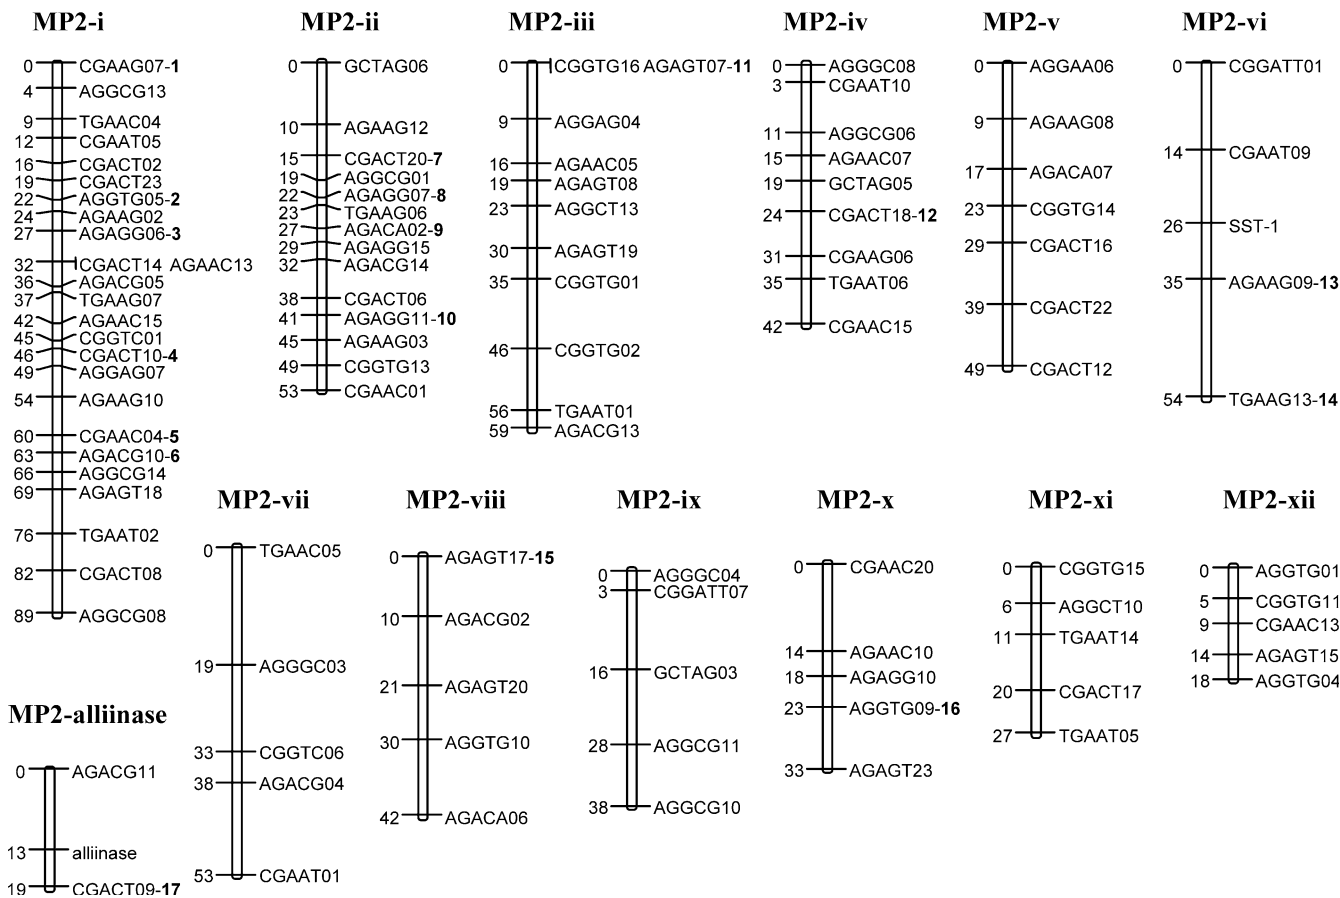 MP2-i
0 CGAAG07-1
4 AGGCG13
9 TGAAC04
12 CGAAT05
16 CGACT02
19 CGACT23
22 AGGTG05-2
24 AGAAG02
27 AGAGG06-3
32 CGACT14 AGAAC13
36 AGACG05
37 TGAAG07
42 AGAAC15
45 CGGTC01
46 CGACT10-4
49 AGGAG07
54 AGAAG10
60 CGAAC04-5
63 AGACG10-6
66 AGGCG14
69 AGAGT18
76 TGAAT02
82 CGACT08
89 AGGCG08
MP2-ii
0 GCTAG06
10 AGAAG12
15 CGACT20-7
19 AGGCG01
22 AGAGG07-8
23 TGAAG06
27 AGACA02-9
29 AGAGG15
32 AGACG14
38 CGACT06
41 AGAGG11-10
45 AGAAG03
49 CGGTG13
53 CGAAC01
MP2-iii
0 CGGTG16 AGAGT07-11
9 AGGAG04
16 AGAAC05
19 AGAGT08
23 AGGCT13
30 AGAGT19
35 CGGTG01
46 CGGTG02
56 TGAAT01
59 AGACG13
MP2-iv
0 AGGGC08
3 CGAAT10
11 AGGCG06
15 AGAAC07
19 GCTAG05
24 CGACT18-12
31 CGAAG06
35 TGAAT06
42 CGAAC15
MP2-v
0 AGGAA06
9 AGAAG08
17 AGACA07
23 CGGTG14
29 CGACT16
39 CGACT22
49 CGACT12
MP2-vi
0 CGGATT01
14 CGAAT09
26 SST-1
35 AGAAG09-13
54 TGAAG13-14
MP2-alliinase
0 AGACG11
13 alliinase
19 CGACT09-17
MP2-vii
0 TGAAC05
19 AGGGC03
33 CGGTC06
38 AGACG04
53 CGAAT01
MP2-viii
0 AGAGT17-15
10 AGACG02
21 AGAGT20
30 AGGTG10
42 AGACA06
MP2-ix
0 AGGGC04
3 CGGATT07
16 GCTAG03
28 AGGCG11
38 AGGCG10
MP2-x
0 CGAAC20
14 AGAAC10
18 AGAGG10
23 AGGTG09-16
33 AGAGT23
MP2-xi
0 CGGTG15
6 AGGCT10
11 TGAAT14
20 CGACT17
27 TGAAT05
MP2-xii
0 AGGTG01
5 CGGTG11
9 CGAAC13
14 AGAGT15
18 AGGTG04